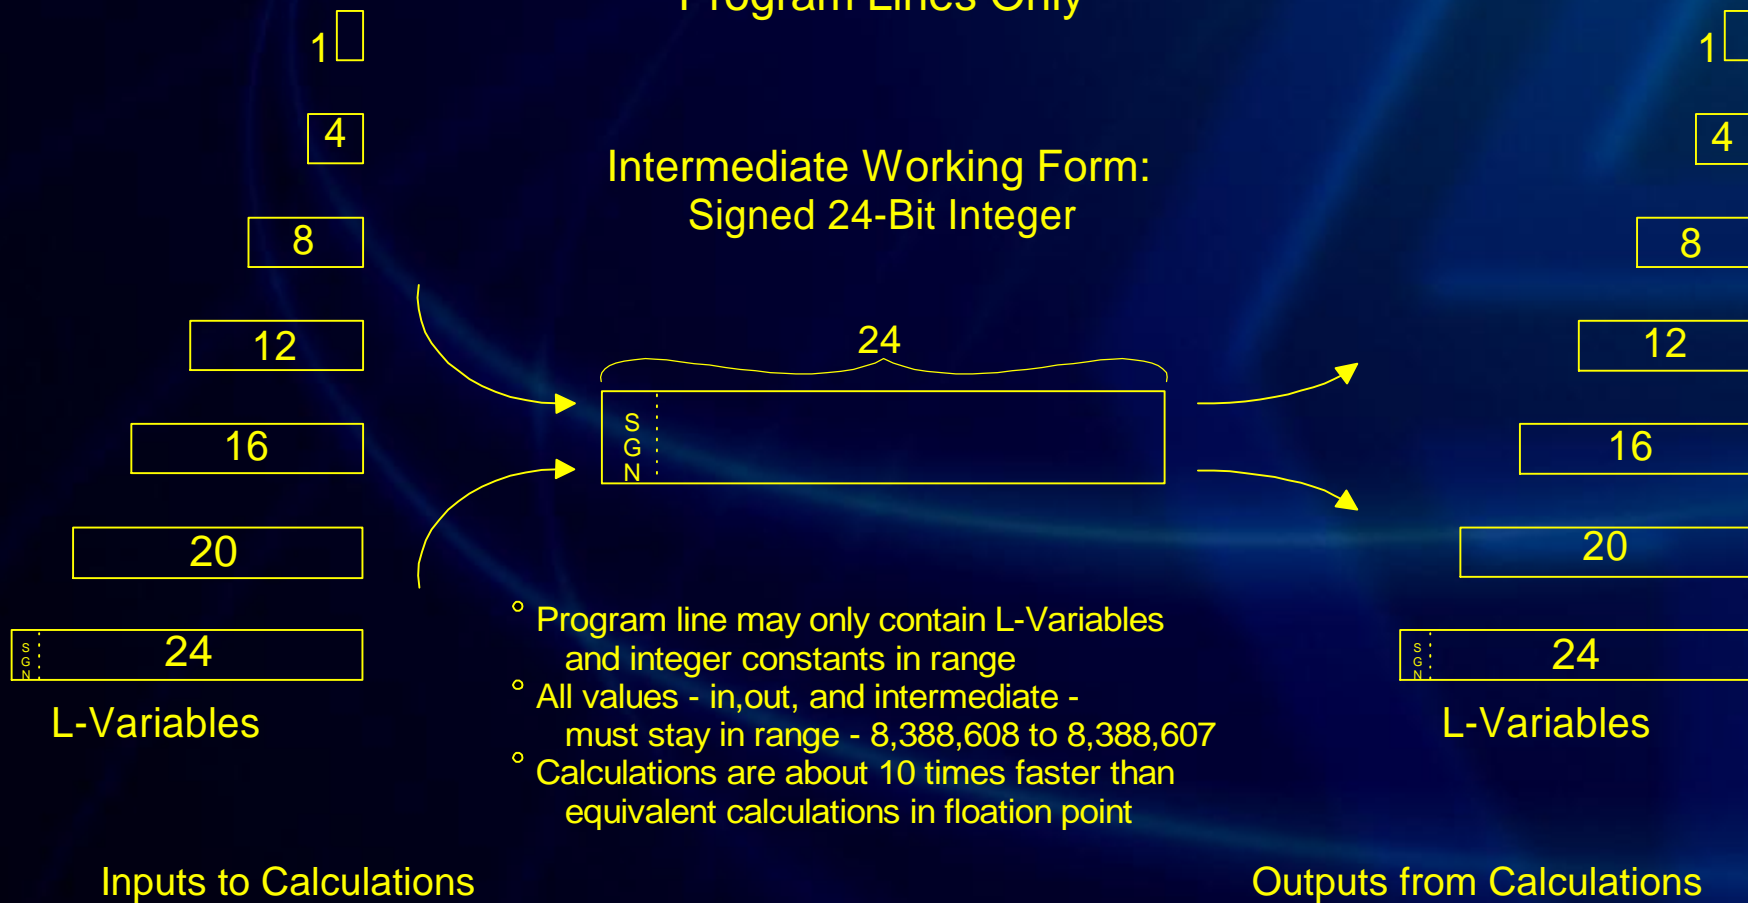 Program Lines Only
1
1
4
4
Intermediate Working Form:
Signed 24-Bit Integer
8
8
12
24
12
SGN
16
16
20
20
° Program line may only contain L-Variables
and integer constants in range
° All values - in,out, and intermediate -
must stay in range - 8,388,608 to 8,388,607
° Calculations are about 10 times faster than
equivalent calculations in floation point
SGN 24
SGN 24
L-Variables
L-Variables
Inputs to Calculations
Outputs from Calculations